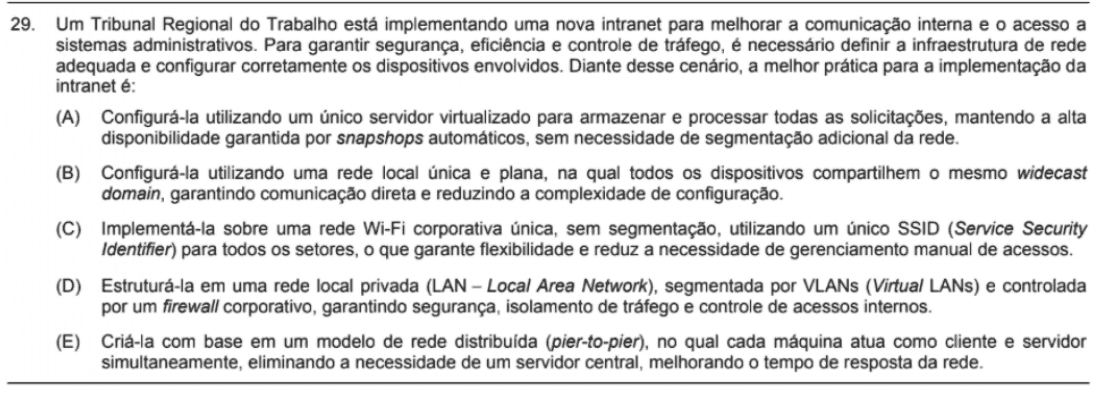 29. Um Tribunal Regional do Trabalho está implementando uma nova intranet para melhorar a comunicação interna e o acesso a
sistemas administrativos. Para garantir segurança, eficiência e controle de tráfego, é necessário definir a infraestrutura de rede
adequada e configurar corretamente os dispositivos envolvidos. Diante desse cenário, a melhor prática para a implementação da
intranet é:
(A) Configurá-la utilizando um único servidor virtualizado para armazenar e processar todas as solicitações, mantendo a alta
disponibilidade garantida por snapshops automáticos, sem necessidade de segmentação adicional da rede.
(B) Configurá-la utilizando uma rede local única e plana, na qual todos os dispositivos compartilhem o mesmo widecast
domain, garantindo comunicação direta e reduzindo a complexidade de configuração.
(C) Implementá-la sobre uma rede Wi-Fi corporativa única, sem segmentação, utilizando um único SSID (Service Security
Identifier) para todos os setores, o que garante flexibilidade e reduz a necessidade de gerenciamento manual de acessos.
(D) Estruturá-la em uma rede local privada (LAN – Local Area Network), segmentada por VLANs (Virtual LANs) e controlada
por um firewall corporativo, garantindo segurança, isolamento de tráfego e controle de acessos internos.
(E) Criá-la com base em um modelo de rede distribuída (pier-to-pier), no qual cada máquina atua como cliente e servidor
simultaneamente, eliminando a necessidade de um servidor central, melhorando o tempo de resposta da rede.